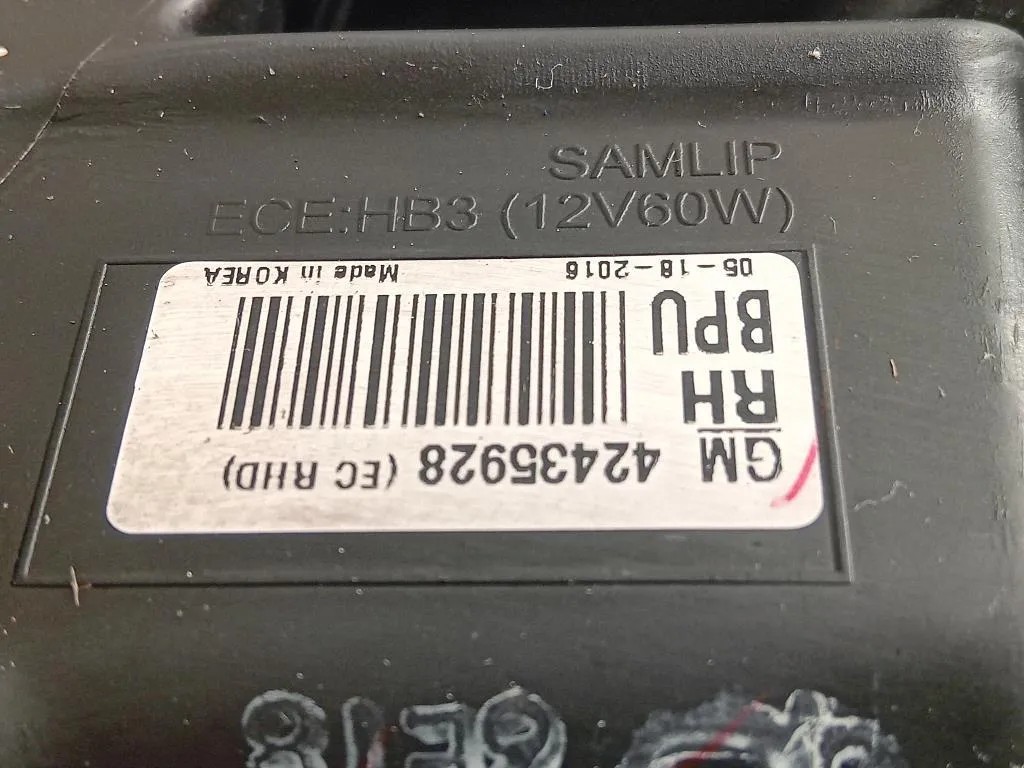 SAMLIP
ECE:HB3 (12V60W)
GM 42435928 (EC RHD)
RH
BPU
05-18-2016 Made in KOREA